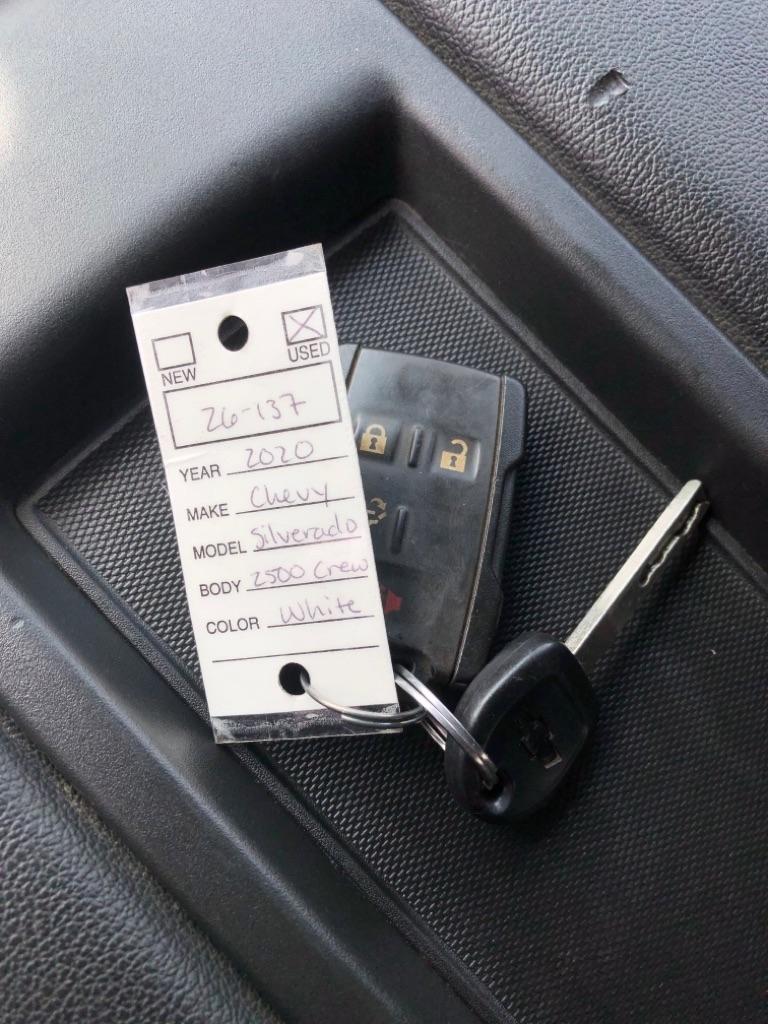 NEW USED
26-137
YEAR 2020
MAKE Chevy
MODEL Silverado
BODY 2500 Crew
COLOR White